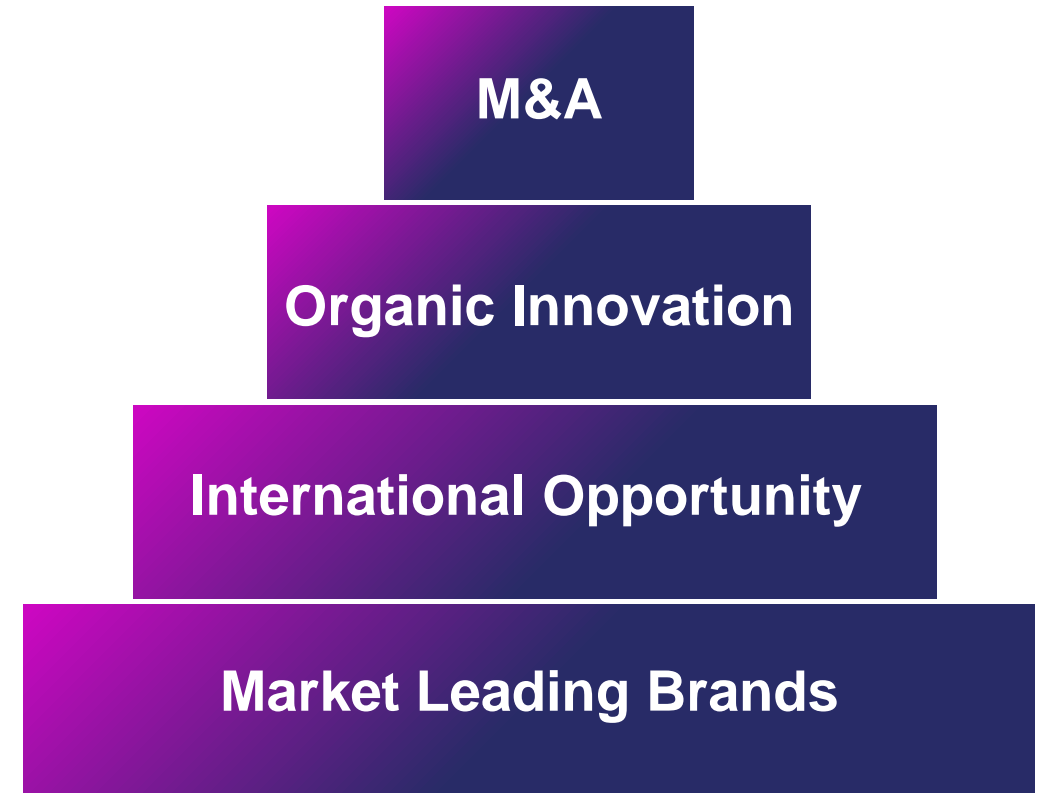 M&A
Organic Innovation
International Opportunity
Market Leading Brands